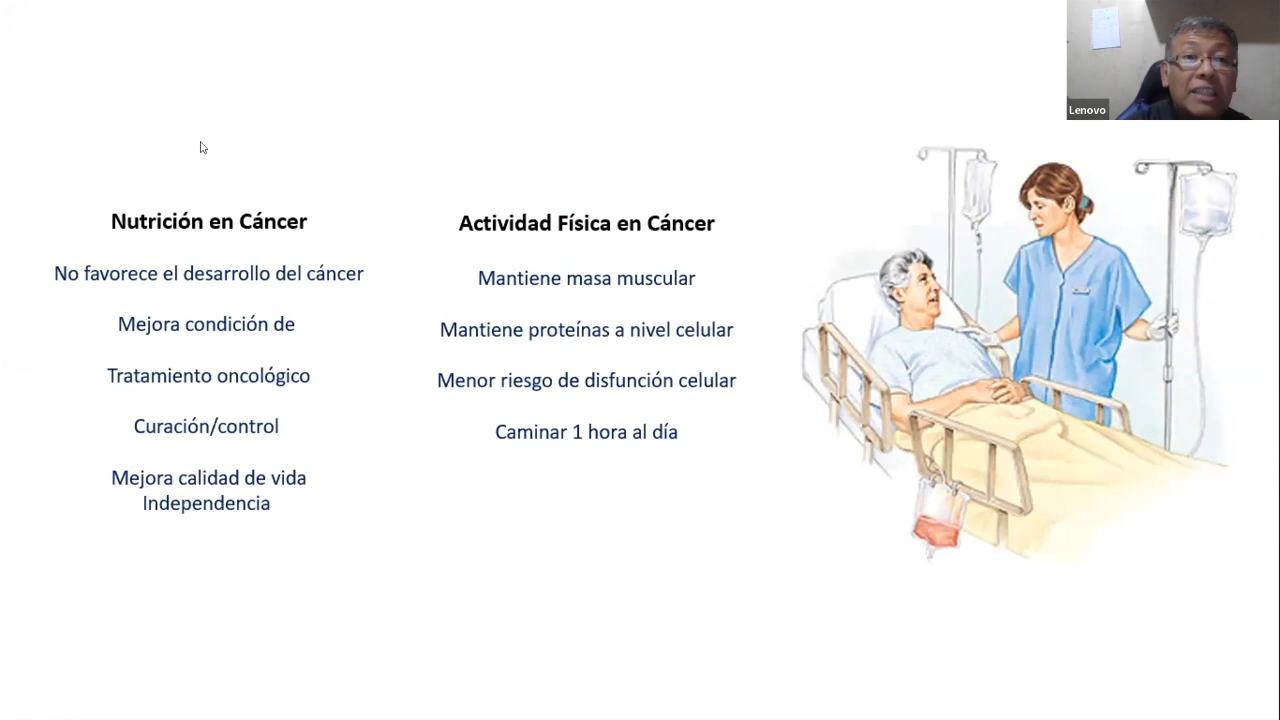 Lenovo
Nutrición en Cáncer
No favorece el desarrollo del cáncer
Mejora condición de
Tratamiento oncológico
Curación/control
Mejora calidad de vida
Independencia
Actividad Física en Cáncer
Mantiene masa muscular
Mantiene proteínas a nivel celular
Menor riesgo de disfunción celular
Caminar 1 hora al día